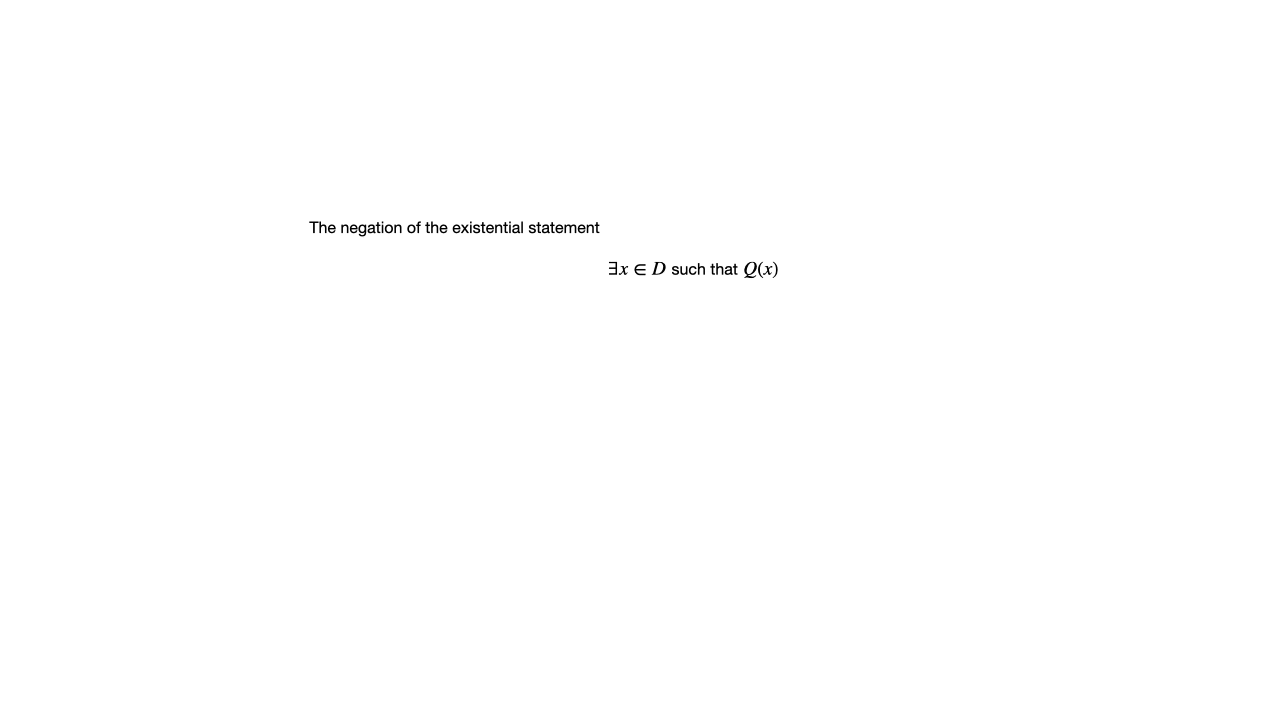 The negation of the existential statement
∃x ∈ D such that Q(x)